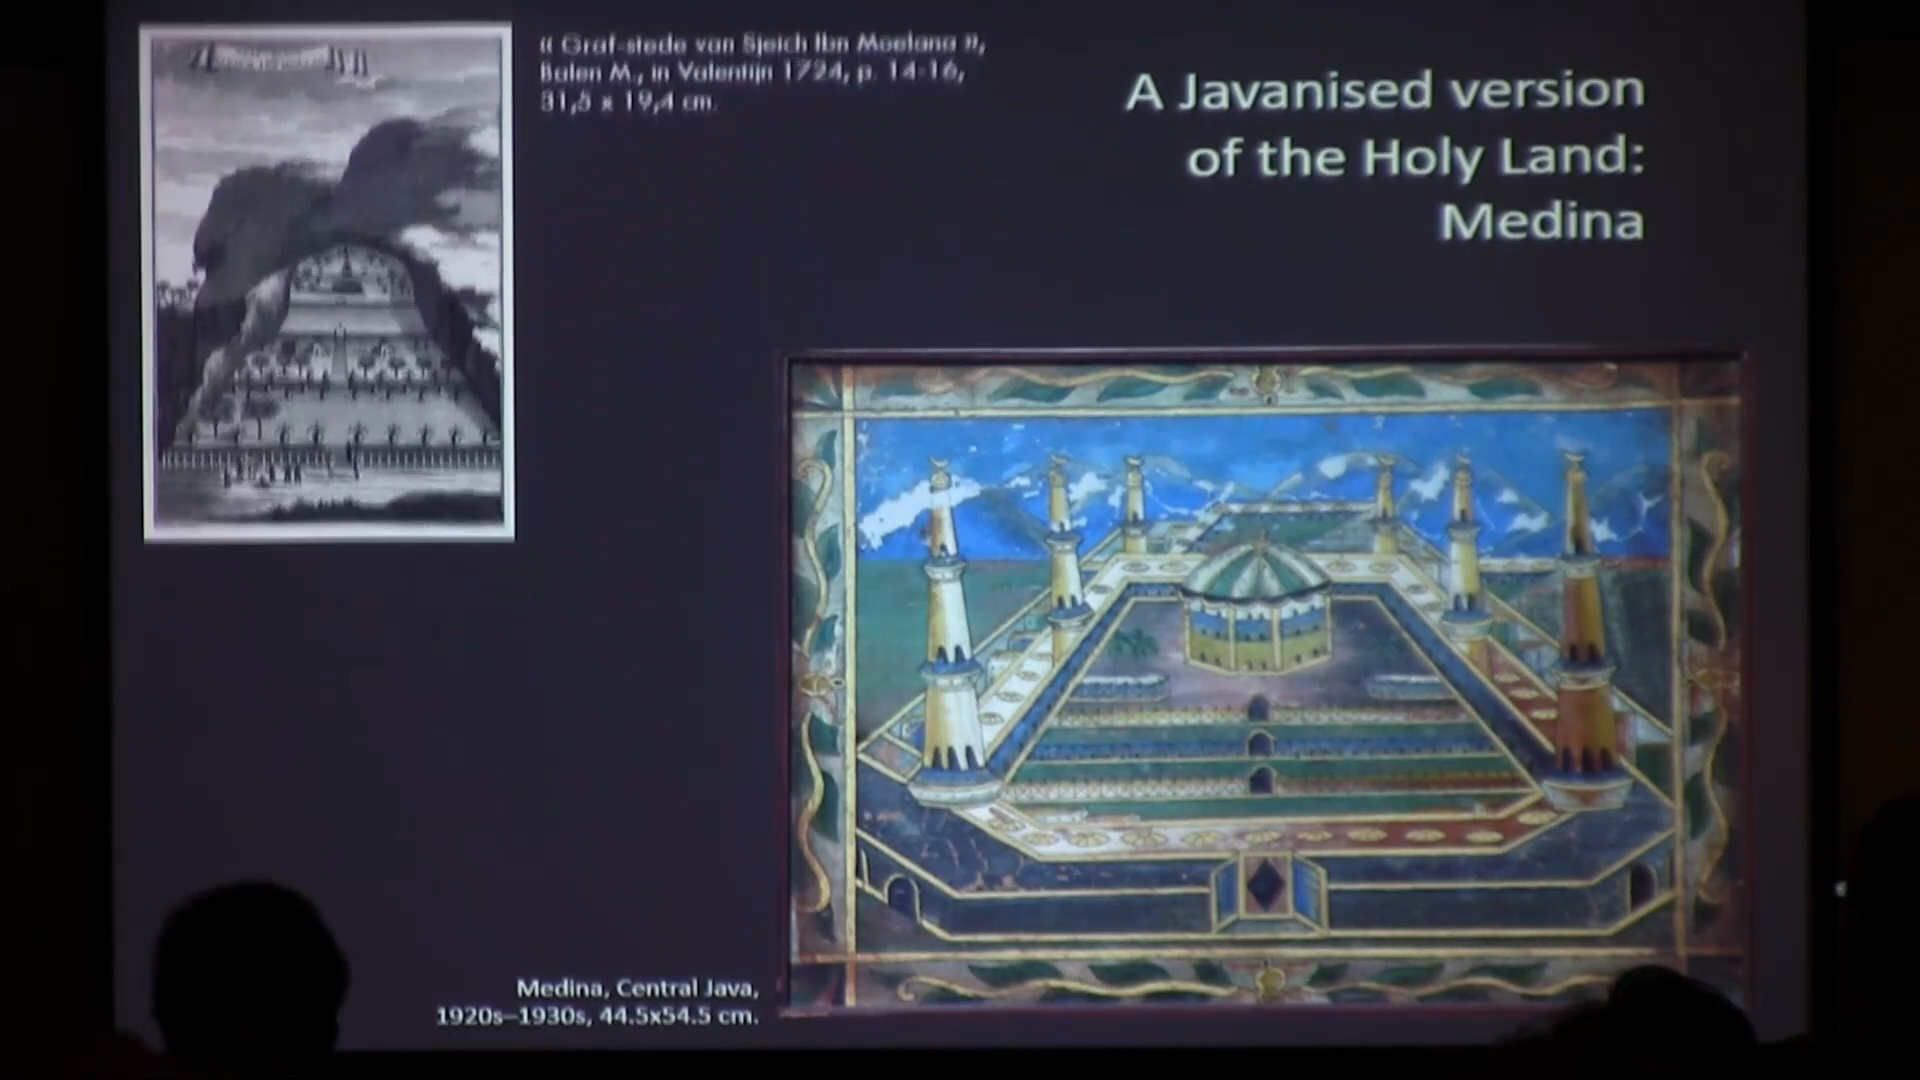 « Graf-stede van Sjeich Ibn Moelana »,
Balen M., in Valentijn 1724, p. 14-16,
31,5 x 19,4 cm.
A Javanised version
of the Holy Land:
Medina
Medina, Central Java,
1920s–1930s, 44.5x54.5 cm.